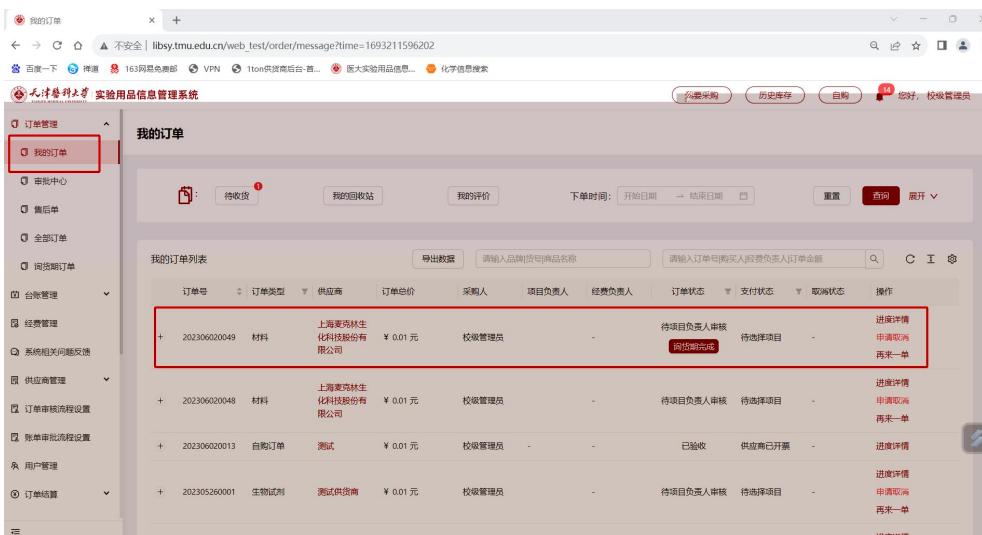 我的订单
不安全 libsy.tmu.edu.cn/web_test/order/message?time=1693211596202
百度一下 禅道 163网易免费邮 VPN 1ton供货商后台-首... 医大实验用品信息... 化学信息搜索
天津医科大学 实验用品信息管理系统 我要采购 历史库存 自购 14 您好，校级管理员
订单管理
我的订单
审批中心
售后单
全部订单
询货期订单
台账管理
经费管理
系统相关问题反馈
供应商管理
订单审核流程设置
账单审批流程设置
用户管理
订单结算
我的订单
: 待收货 1 我的回收站 我的评价 下单时间: 开始日期 → 结束日期 重置 查询 展开
我的订单列表 导出数据 请输入品牌|货号|商品名称 请输入订单号|购买人|经费负责人|订单金额
订单号 订单类型 供应商 订单总价 采购人 项目负责人 经费负责人 订单状态 支付状态 取消状态 操作
+ 202306020049 材料 上海麦克林生化科技股份有限公司 ¥ 0.01 元 校级管理员 - 待项目负责人审核 询货期完成 待选择项目 - 进度详情 申请取消 再来一单
+ 202306020048 材料 上海麦克林生化科技股份有限公司 ¥ 0.01 元 校级管理员 - 待项目负责人审核 待选择项目 - 进度详情 申请取消 再来一单
+ 202306020013 自购订单 测试 ¥ 0.01 元 校级管理员 - - 已验收 供应商已开票 - 进度详情
+ 202305260001 生物试剂 测试供货商 ¥ 0.01 元 校级管理员 - 待项目负责人审核 待选择项目 - 进度详情 申请取消 再来一单